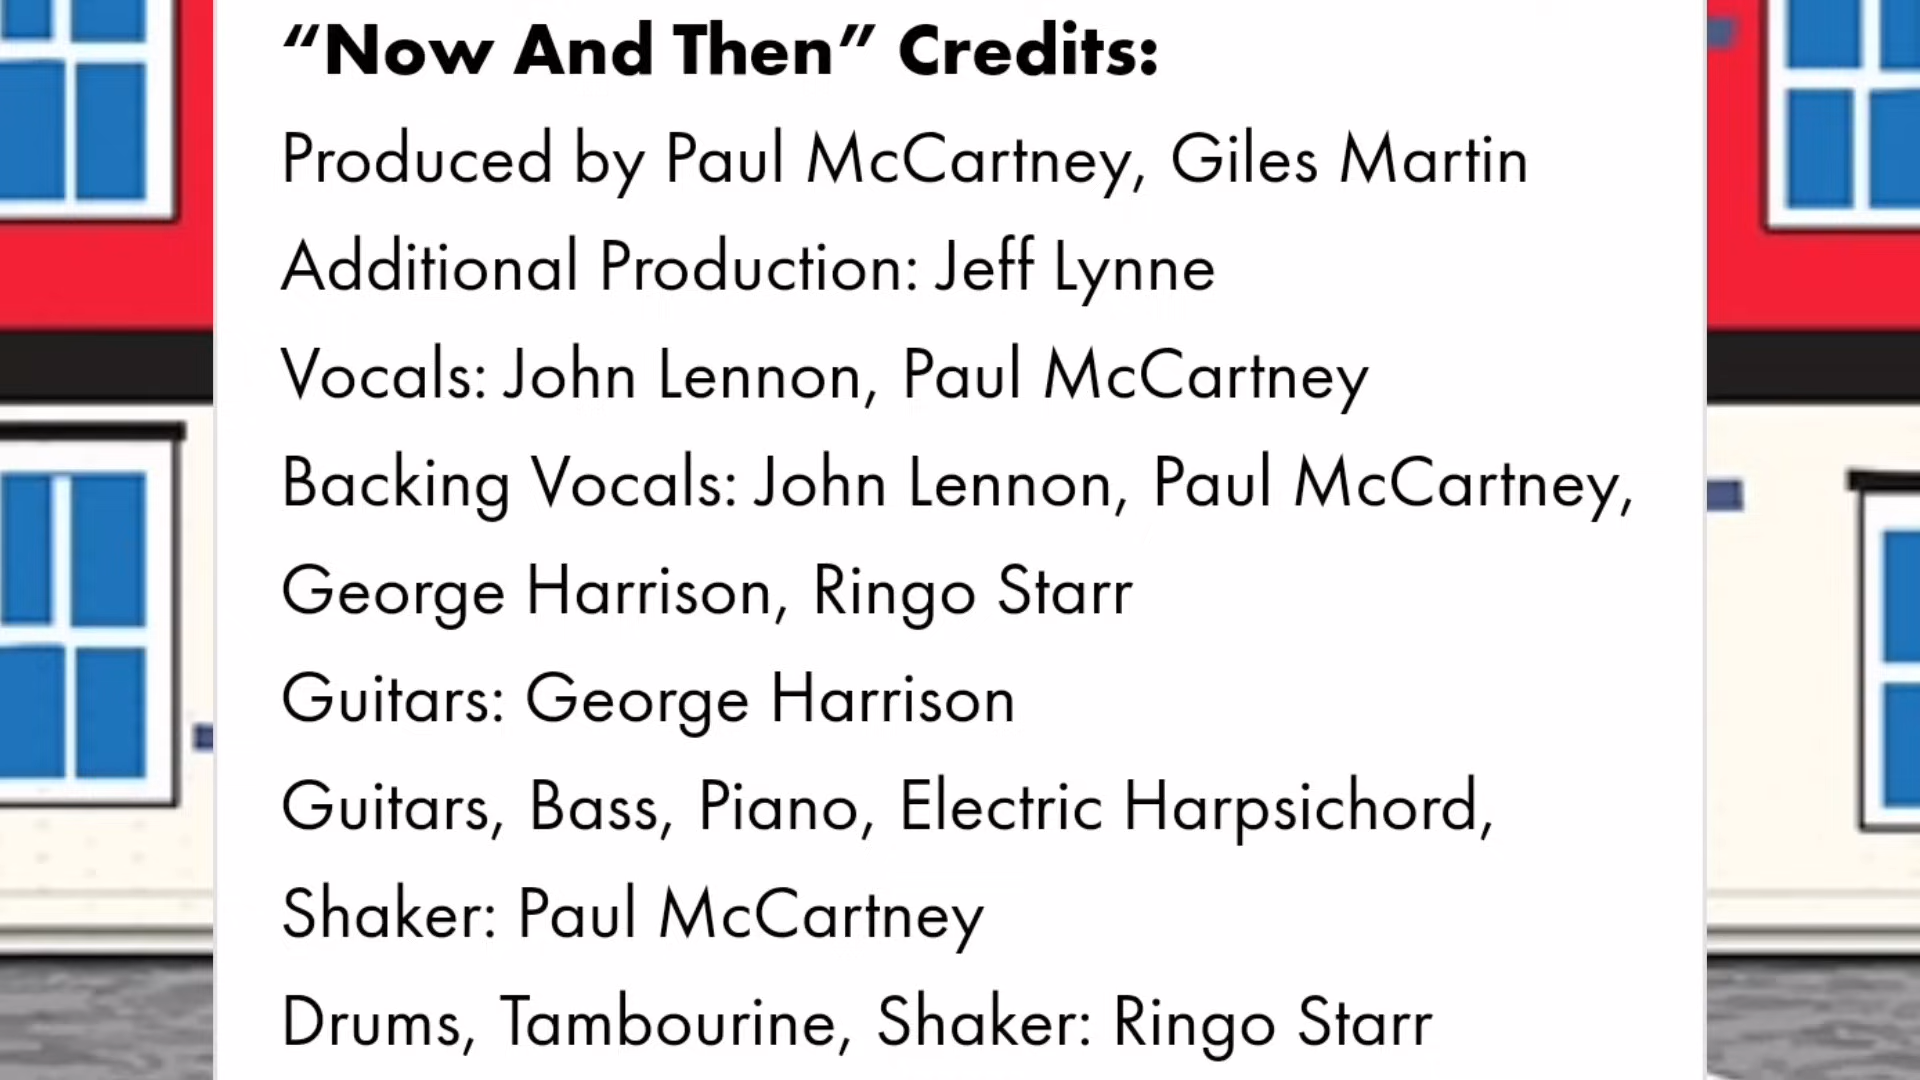 “Now And Then” Credits:
Produced by Paul McCartney, Giles Martin
Additional Production: Jeff Lynne
Vocals: John Lennon, Paul McCartney
Backing Vocals: John Lennon, Paul McCartney,
George Harrison, Ringo Starr
Guitars: George Harrison
Guitars, Bass, Piano, Electric Harpsichord,
Shaker: Paul McCartney
Drums, Tambourine, Shaker: Ringo Starr